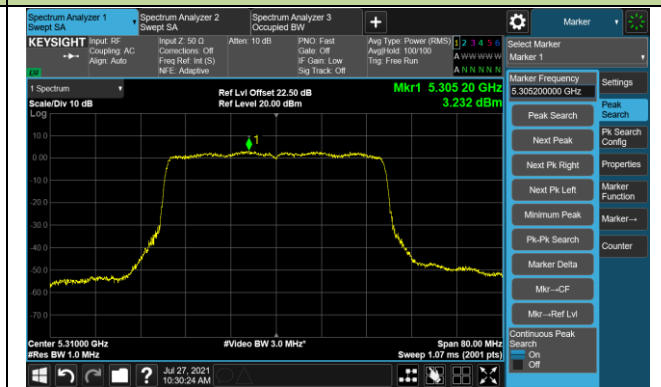 Spectrum Analyzer 1
Swept SA
Spectrum Analyzer 2
Swept SA
Spectrum Analyzer 3
Occupied BW
+
Marker
KEYSIGHT
Input: RF
Coupling: AC
Align: Auto
Input Z: 50 Ω
Corrections: Off
Freq Ref: Int (S)
NFE: Adaptive
Atten: 10 dB
PNO: Fast
Gate: Off
IF Gain: Low
Sig Track: Off
Avg Type: Power (RMS)
Avg|Hold: 100/100
Trig: Free Run
1 2 3 4 5 6
A W W W W W
A N N N N N
Select Marker
Marker 1
1 Spectrum
Scale/Div 10 dB
Log
Ref Lvl Offset 22.50 dB
Ref Level 20.00 dBm
Mkr1 5.305 20 GHz
3.232 dBm
10.0
0.00
-10.0
-20.0
-30.0
-40.0
-50.0
-60.0
-70.0
1
Center 5.31000 GHz
#Res BW 1.0 MHz
#Video BW 3.0 MHz*
Span 80.00 MHz
Sweep 1.07 ms (2001 pts)
Marker Frequency
5.305200000 GHz
Peak Search
Next Peak
Next Pk Right
Next Pk Left
Minimum Peak
Pk-Pk Search
Marker Delta
Mkr→CF
Mkr→Ref Lvl
Continuous Peak
Search
On
Off
Settings
Peak
Search
Pk Search
Config
Properties
Marker
Function
Marker→
Counter
?
Jul 27, 2021
10:30:24 AM